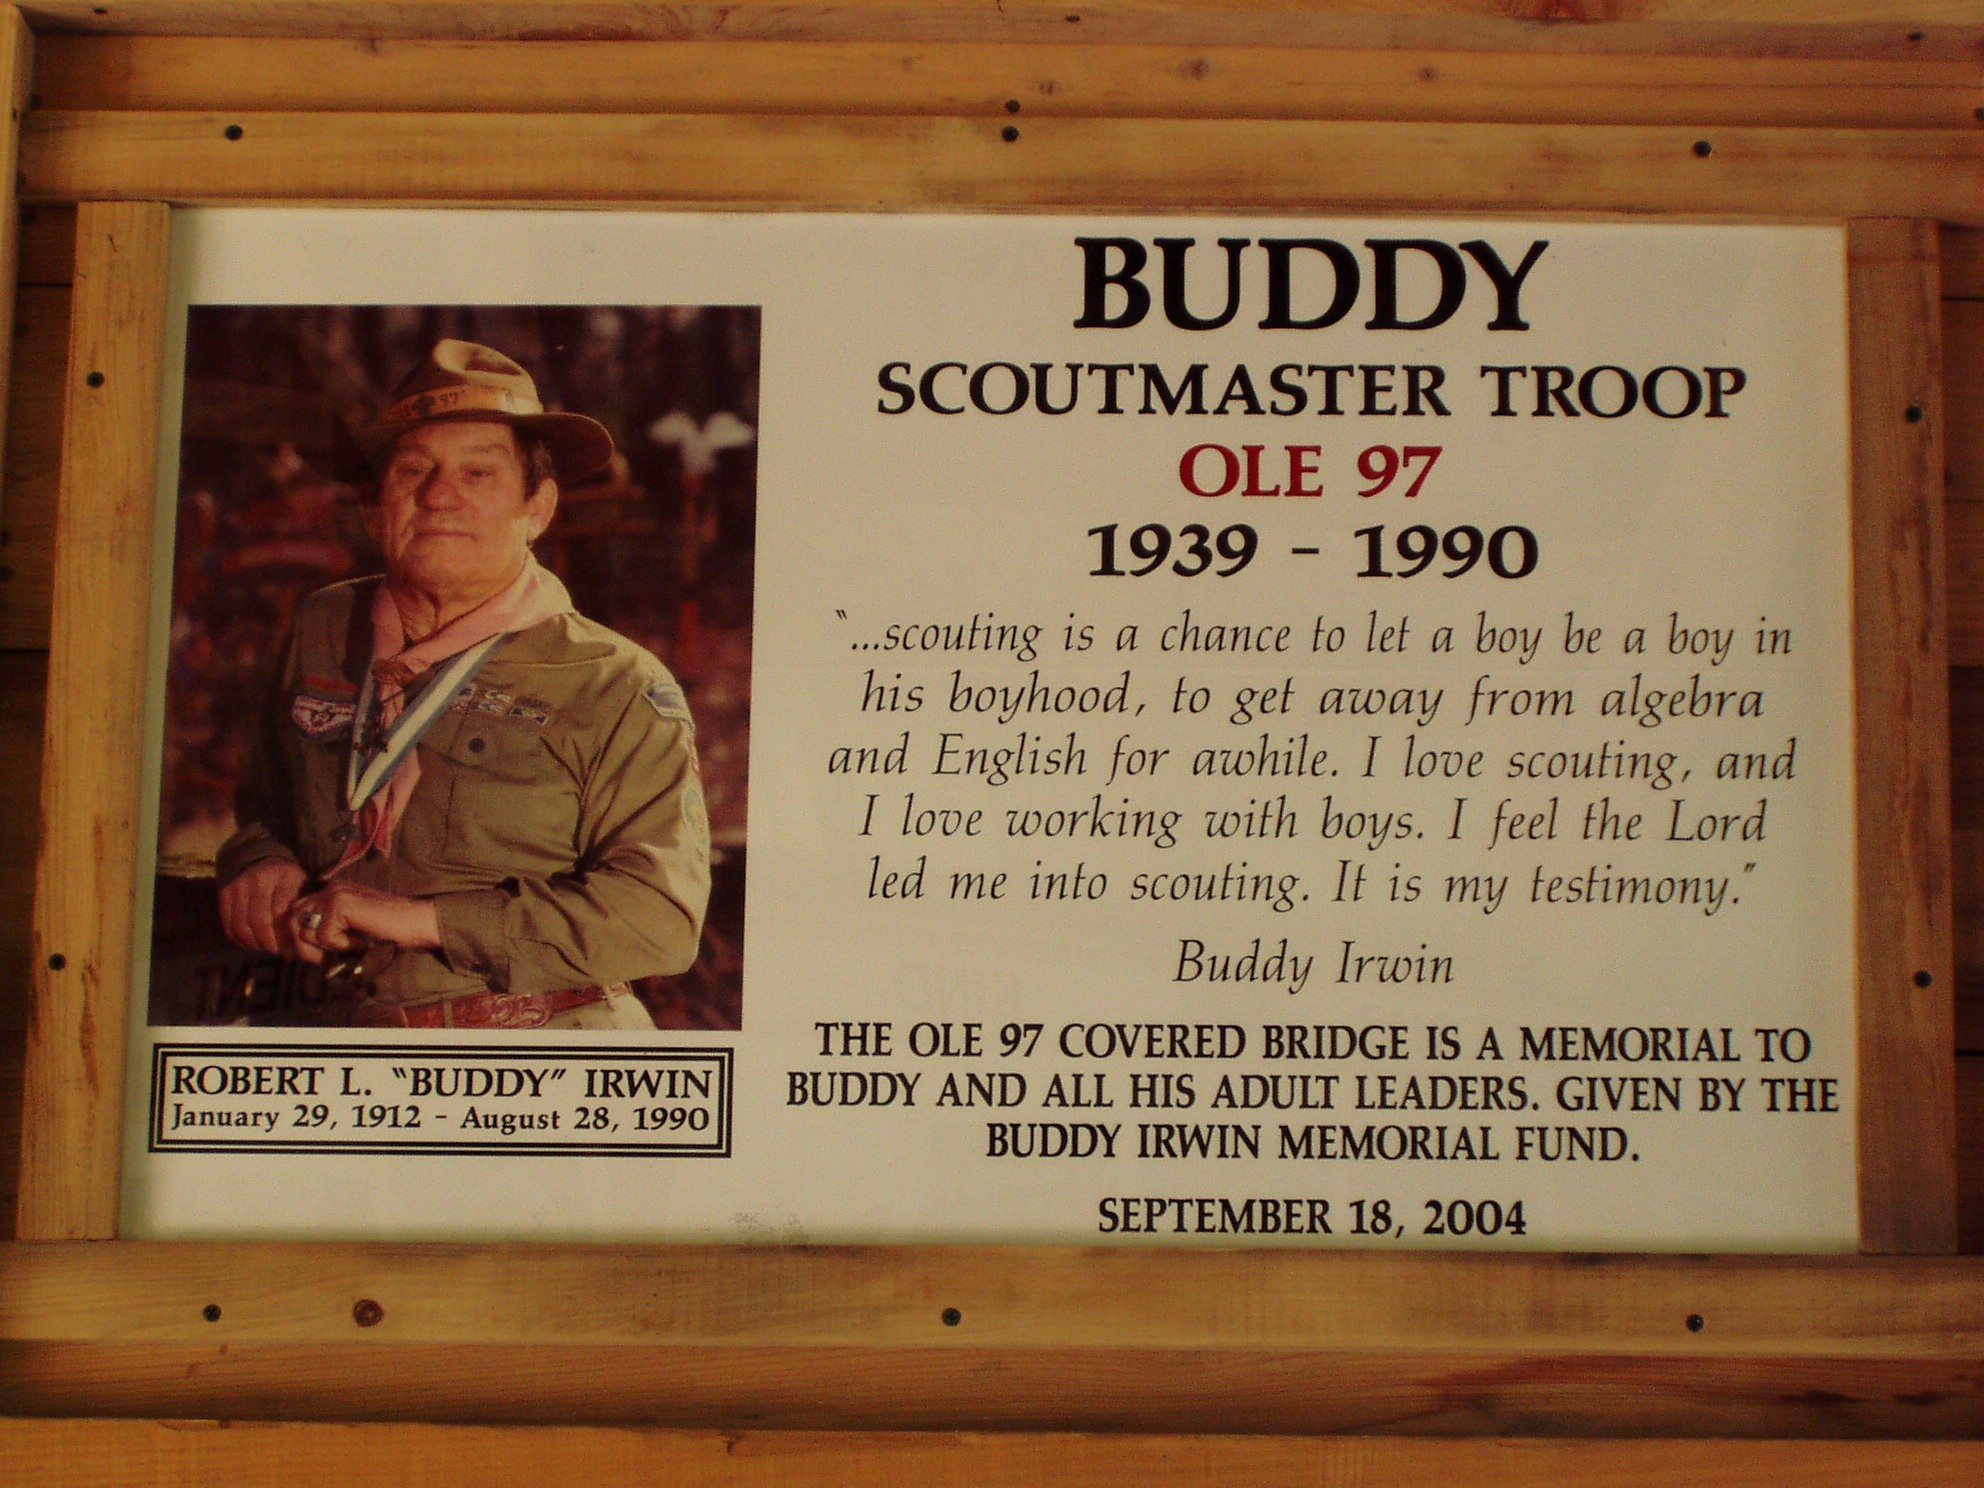 BUDDY
SCOUTMASTER TROOP
OLE 97
1939 - 1990
"...scouting is a chance to let a boy be a boy in
his boyhood, to get away from algebra
and English for awhile. I love scouting, and
I love working with boys. I feel the Lord
led me into scouting. It is my testimony."
Buddy Irwin
THE OLE 97 COVERED BRIDGE IS A MEMORIAL TO
BUDDY AND ALL HIS ADULT LEADERS. GIVEN BY THE
BUDDY IRWIN MEMORIAL FUND.
SEPTEMBER 18, 2004
ROBERT L. "BUDDY" IRWIN
January 29, 1912 - August 28, 1990